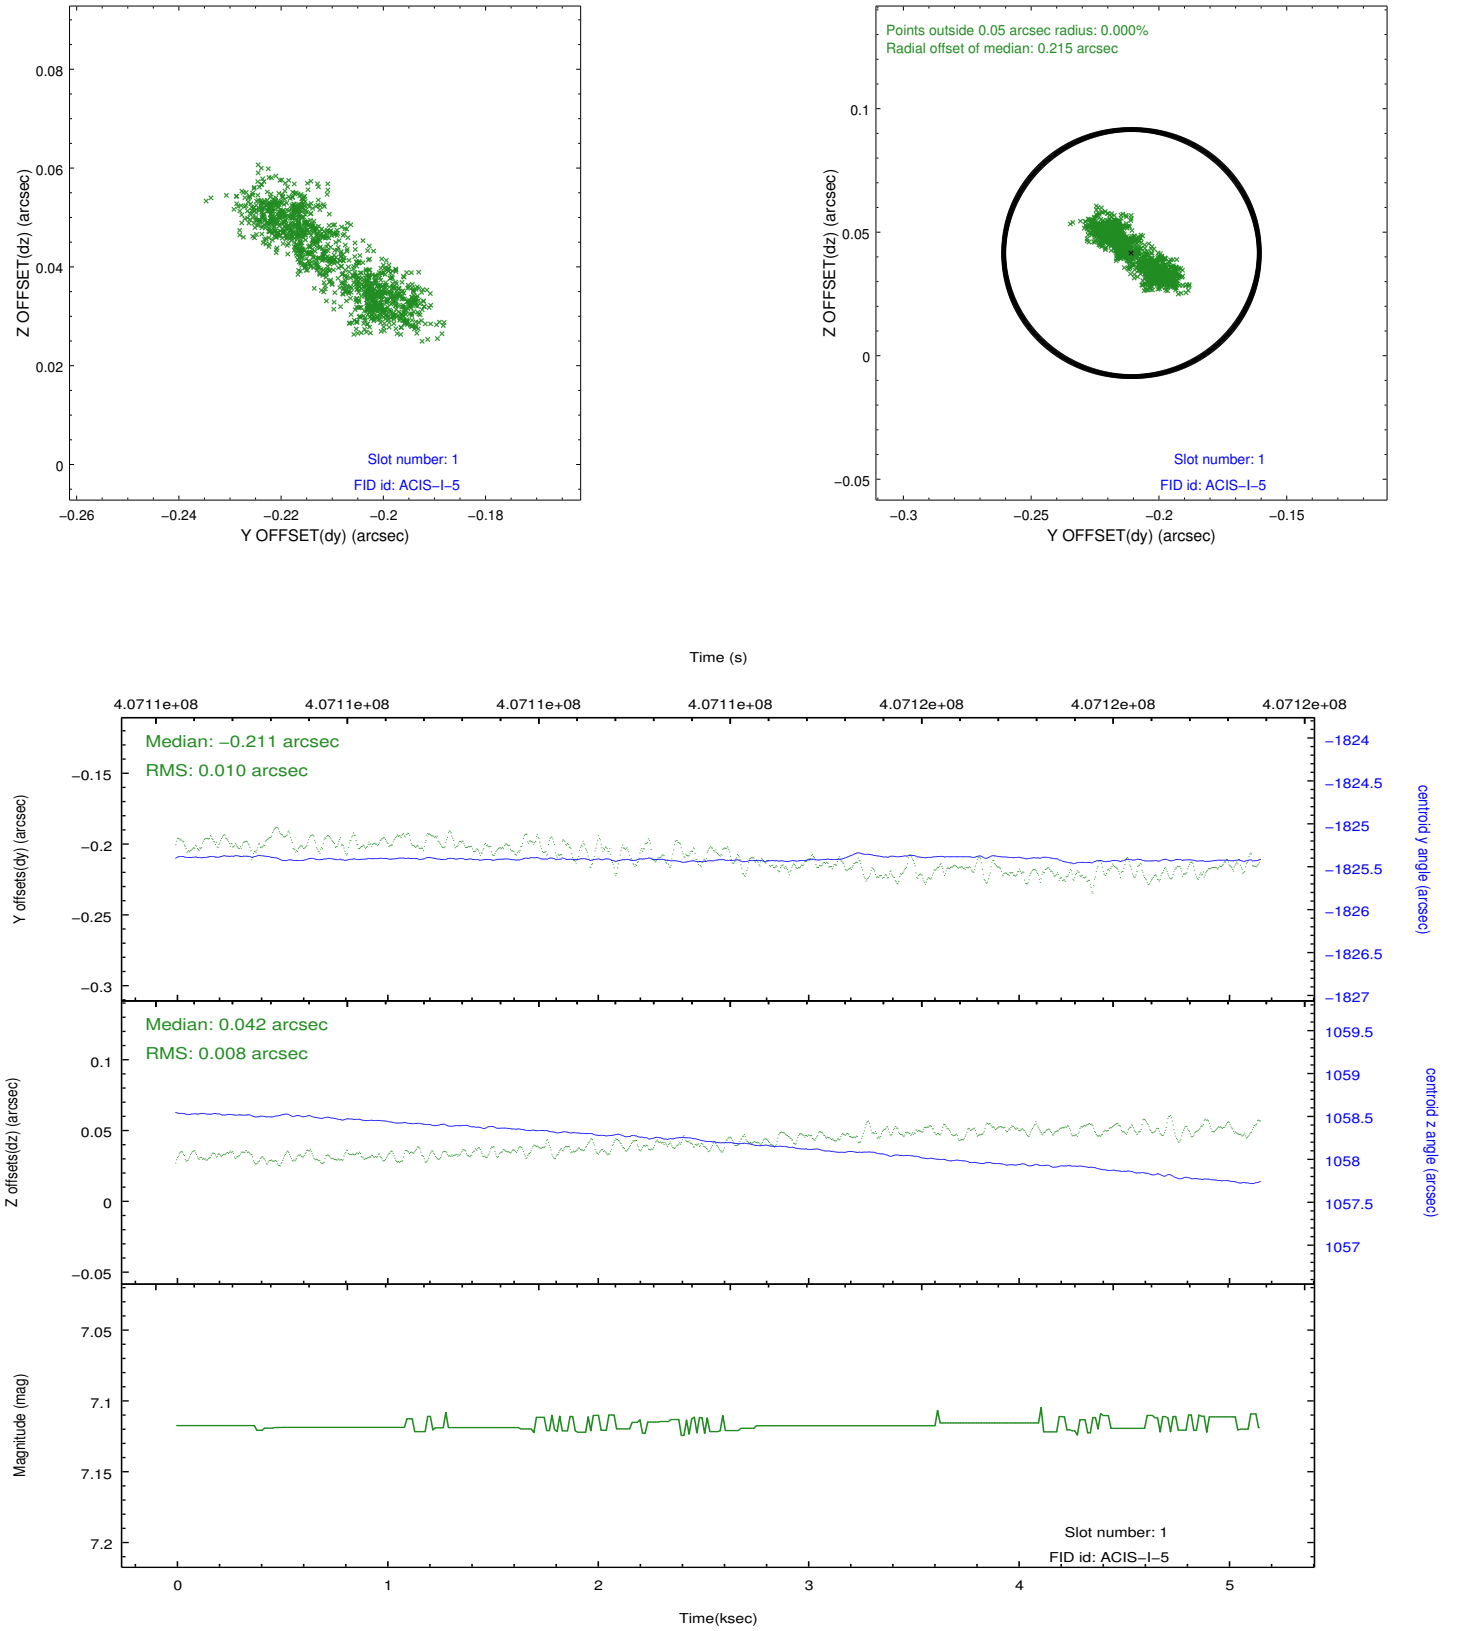 0.08
0.06
0.04
0.02
0
−0.26
−0.24
−0.22
−0.2
−0.18
Y OFFSET(dy) (arcsec)
Z OFFSET(dz) (arcsec)
Slot number: 1
FID id: ACIS−I−5
Points outside 0.05 arcsec radius: 0.000%
Radial offset of median: 0.215 arcsec
0.1
0.05
0
−0.05
−0.3
−0.25
−0.2
−0.15
Y OFFSET(dy) (arcsec)
Z OFFSET(dz) (arcsec)
Slot number: 1
FID id: ACIS−I−5
Time (s)
4.0711e+08
4.0711e+08
4.0711e+08
4.0711e+08
4.0712e+08
4.0712e+08
4.0712e+08
Median: −0.211 arcsec
RMS: 0.010 arcsec
−0.15
−0.2
−0.25
−0.3
Y offsets(dy) (arcsec)
−1824
−1824.5
−1825
−1825.5
−1826
−1826.5
−1827
centroid y angle (arcsec)
Median: 0.042 arcsec
RMS: 0.008 arcsec
0.1
0.05
0
−0.05
Z offsets(dz) (arcsec)
1059.5
1059
1058.5
1058
1057.5
1057
centroid z angle (arcsec)
7.05
7.1
7.15
7.2
Magnitude (mag)
Slot number: 1
FID id: ACIS−I−5
0
1
2
3
4
5
Time(ksec)